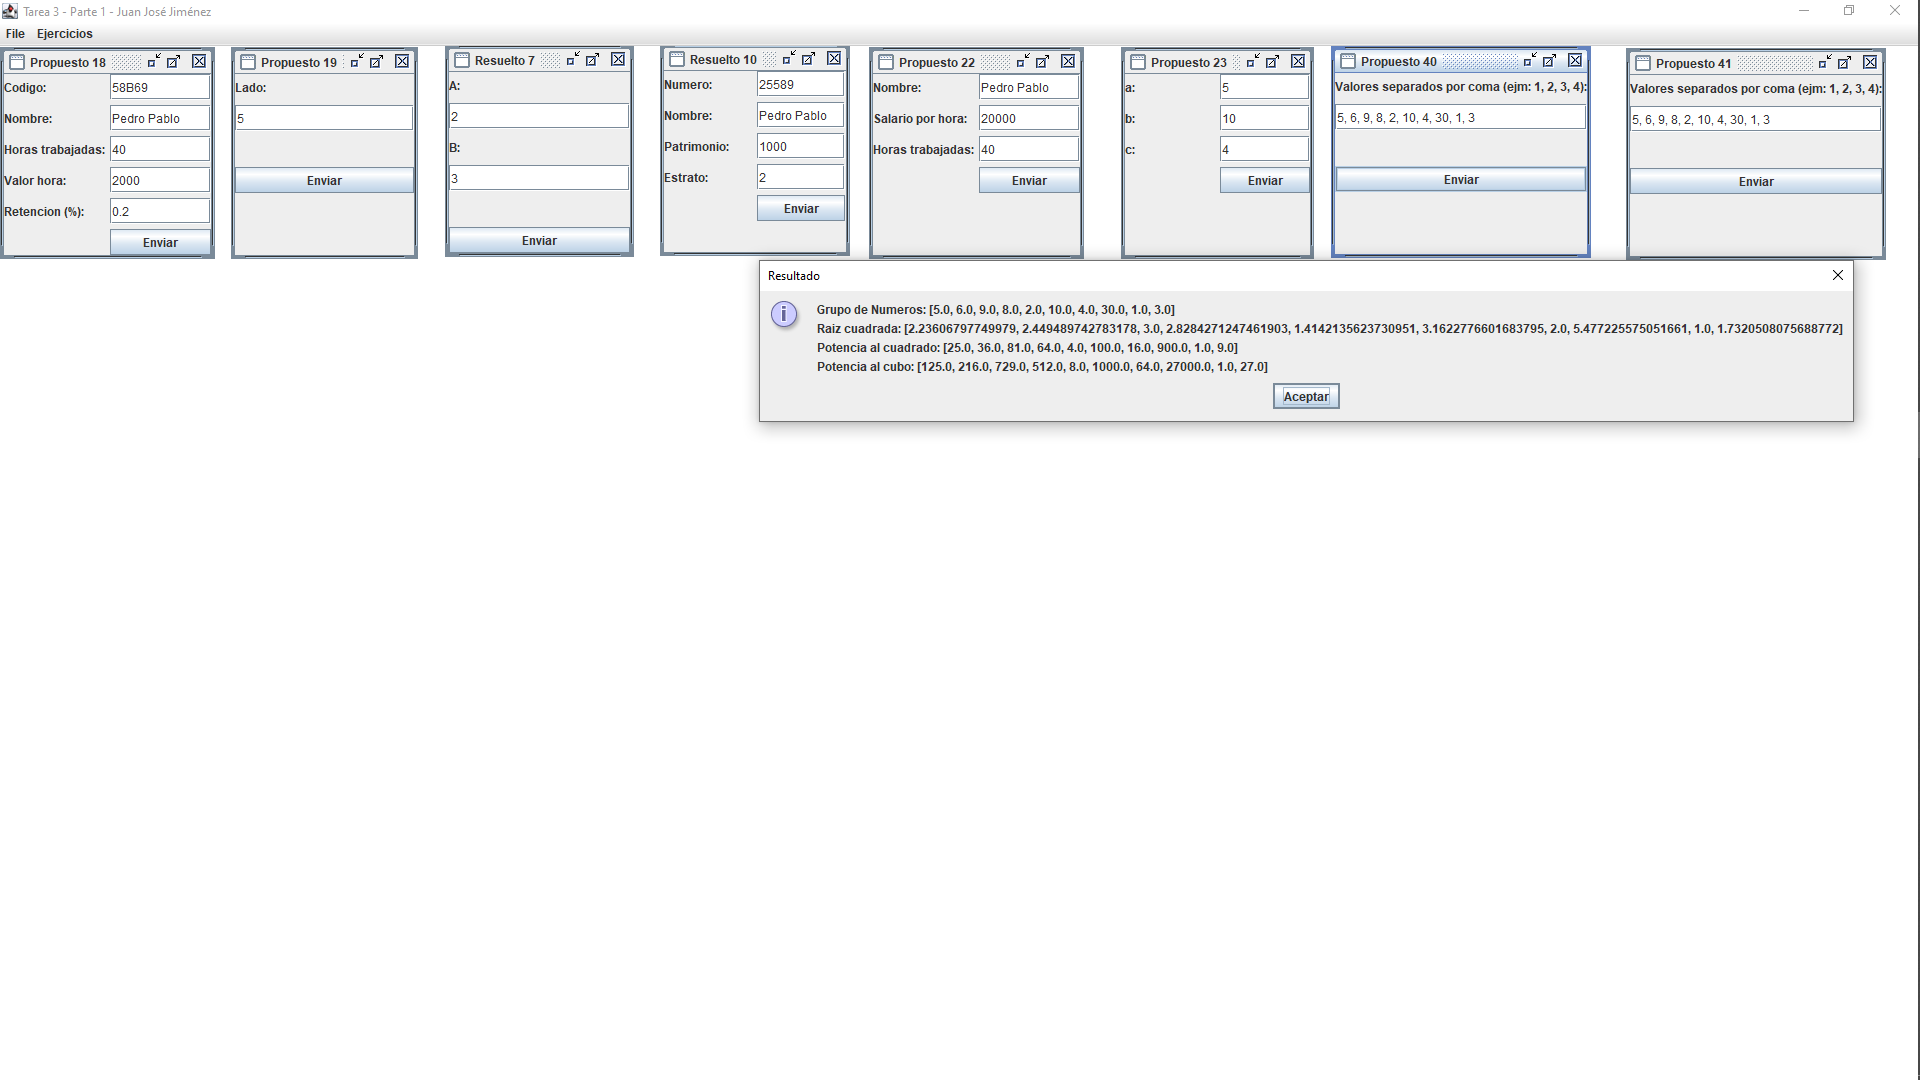 Tarea 3 - Parte 1 - Juan José Jiménez
File Ejercicios
Propuesto 18
Codigo: 58B69
Nombre: Pedro Pablo
Horas trabajadas: 40
Valor hora: 2000
Retencion (%): 0.2
Enviar
Propuesto 19
Lado:
5
Enviar
Resuelto 7
A:
2
B:
3
Enviar
Resuelto 10
Numero: 25589
Nombre: Pedro Pablo
Patrimonio: 1000
Estrato: 2
Enviar
Propuesto 22
Nombre: Pedro Pablo
Salario por hora: 20000
Horas trabajadas: 40
Enviar
Propuesto 23
a: 5
b: 10
c: 4
Enviar
Propuesto 40
Valores separados por coma (ejm: 1, 2, 3, 4):
5, 6, 9, 8, 2, 10, 4, 30, 1, 3
Enviar
Propuesto 41
Valores separados por coma (ejm: 1, 2, 3, 4):
5, 6, 9, 8, 2, 10, 4, 30, 1, 3
Enviar
Resultado
Grupo de Numeros: [5.0, 6.0, 9.0, 8.0, 2.0, 10.0, 4.0, 30.0, 1.0, 3.0]
Raiz cuadrada: [2.23606797749979, 2.449489742783178, 3.0, 2.8284271247461903, 1.4142135623730951, 3.1622776601683795, 2.0, 5.477225575051661, 1.0, 1.7320508075688772]
Potencia al cuadrado: [25.0, 36.0, 81.0, 64.0, 4.0, 100.0, 16.0, 900.0, 1.0, 9.0]
Potencia al cubo: [125.0, 216.0, 729.0, 512.0, 8.0, 1000.0, 64.0, 27000.0, 1.0, 27.0]
Aceptar